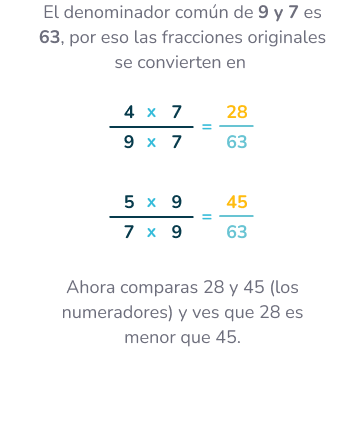 El denominador común de 9 y 7 es
63, por eso las fracciones originales
se convierten en
4 x 7 = 28
9 x 7 63
5 x 9 = 45
7 x 9 63
Ahora comparas 28 y 45 (los
numeradores) y ves que 28 es
menor que 45.